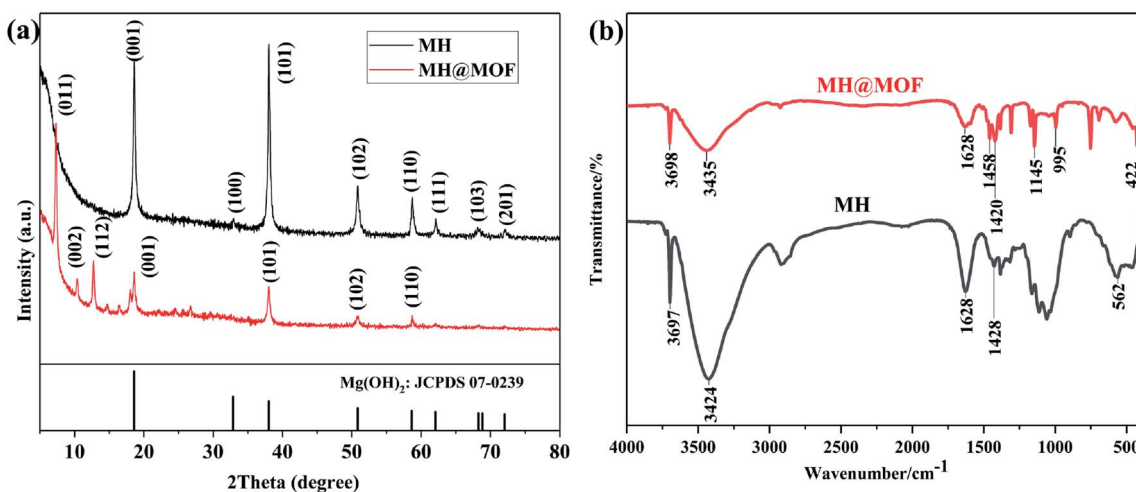 (a)
(001)
(101)
MH
MH@MOF
(011)
(100)
(102)
(110)
(111)
(103)
(201)
(002)
(112)
(001)
(101)
(102)
(110)
Intensity (a.u.)
Mg(OH)₂: JCPDS 07-0239
10 20 30 40 50 60 70 80
2Theta (degree)
(b)
MH@MOF
3698
3435
1628
1458
1420
1145
995
422
MH
3697
3424
1628
1428
562
Transmittance/%
4000 3500 3000 2500 2000 1500 1000 500
Wavenumber/cm⁻¹